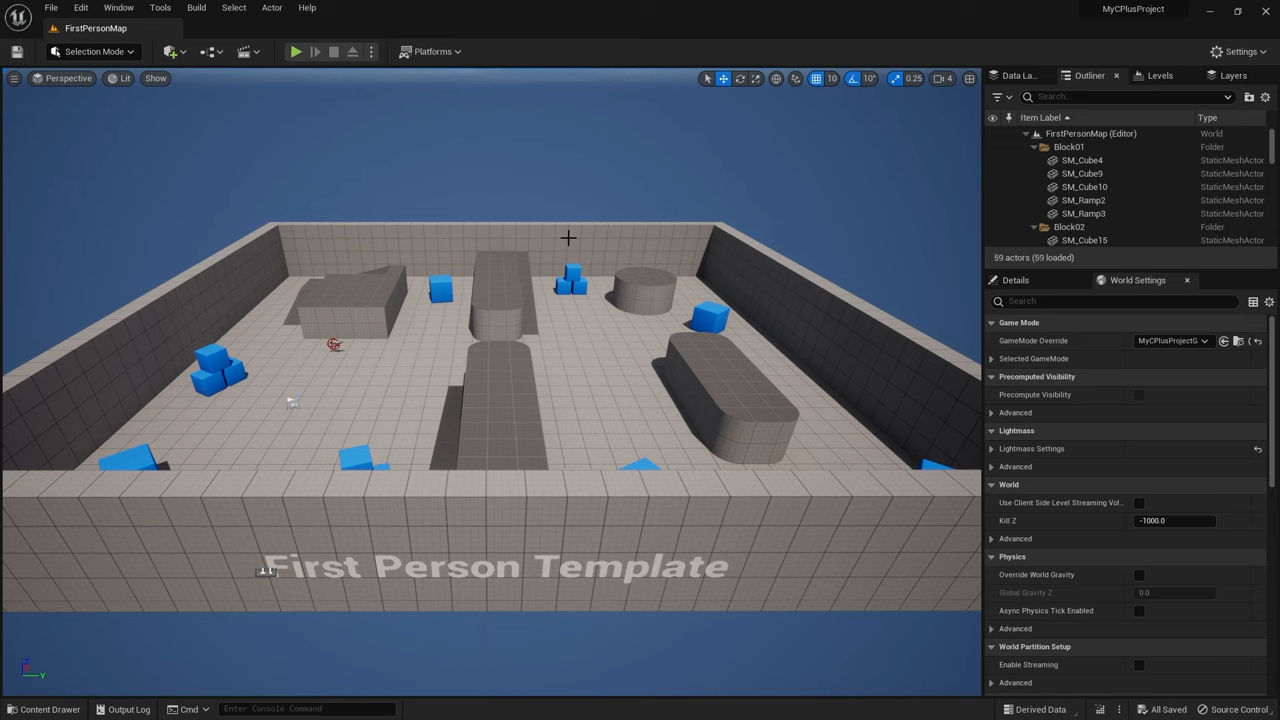 File Edit Window Tools Build Select Actor Help
MyCPlusProject
FirstPersonMap
Selection Mode
Platforms
Settings
Perspective Lit Show
10 10° 0.25 4
Data La... Outliner Levels Layers
Search...
Item Label Type
FirstPersonMap (Editor) World
Block01 Folder
SM_Cube4 StaticMeshActor
SM_Cube9 StaticMeshActor
SM_Cube10 StaticMeshActor
SM_Ramp2 StaticMeshActor
SM_Ramp3 StaticMeshActor
Block02 Folder
SM_Cube15 StaticMeshActor
59 actors (59 loaded)
Details World Settings
Search
Game Mode
GameMode Override MyCPlusProjectG
Selected GameMode
Precomputed Visibility
Precompute Visibility
Advanced
Lightmass
Lightmass Settings
Advanced
World
Use Client Side Level Streaming Vol...
Kill Z -1000.0
Advanced
Physics
Override World Gravity
Global Gravity Z 0.0
Async Physics Tick Enabled
Advanced
World Partition Setup
Enable Streaming
Advanced
First Person Template
Z
Y
Content Drawer Output Log Cmd Enter Console Command
Derived Data All Saved Source Control